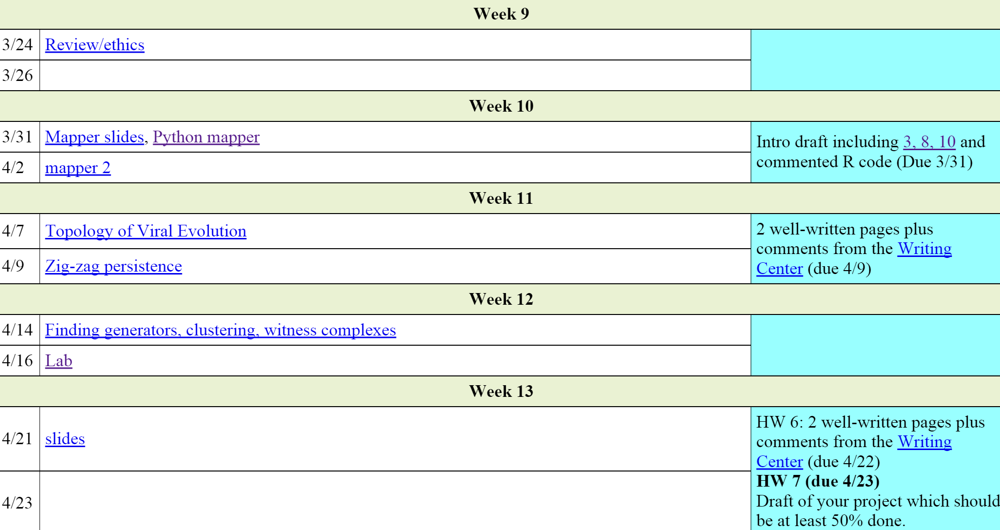 Week 9
3/24 Review/ethics
3/26
Week 10
3/31 Mapper slides, Python mapper
4/2 mapper 2
Intro draft including 3, 8, 10 and
commented R code (Due 3/31)
Week 11
4/7 Topology of Viral Evolution
4/9 Zig-zag persistence
2 well-written pages plus
comments from the Writing
Center (due 4/9)
Week 12
4/14 Finding generators, clustering, witness complexes
4/16 Lab
Week 13
4/21 slides
4/23
HW 6: 2 well-written pages plus
comments from the Writing
Center (due 4/22)
HW 7 (due 4/23)
Draft of your project which should
be at least 50% done.